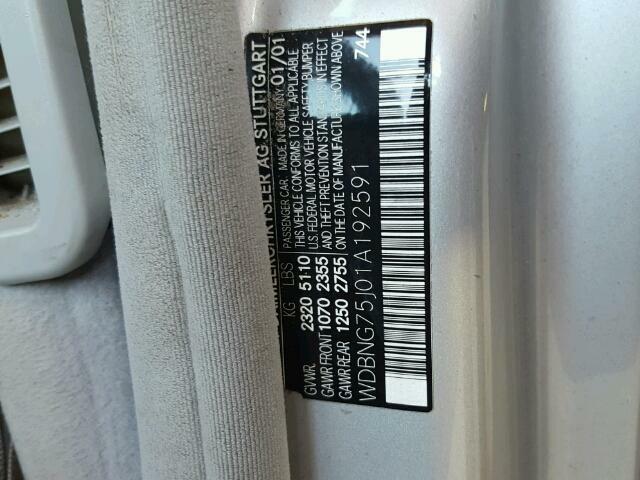 DAIMLERCHRYSLER AG STUTTGART
KG LBS PASSENGER CAR MADE IN GERMANY 01/01
GVWR. 2320 5110 THIS VEHICLE CONFORMS TO ALL APPLICABLE
U.S. FEDERAL MOTOR VEHICLE SAFETY BUMPER
GAWR FRONT 1070 2355 AND THEFT PREVENTION STANDARDS IN EFFECT
GAWR REAR 1250 2755 ON THE DATE OF MANUFACTURE SHOWN ABOVE
WDBNG75J01A192591 744